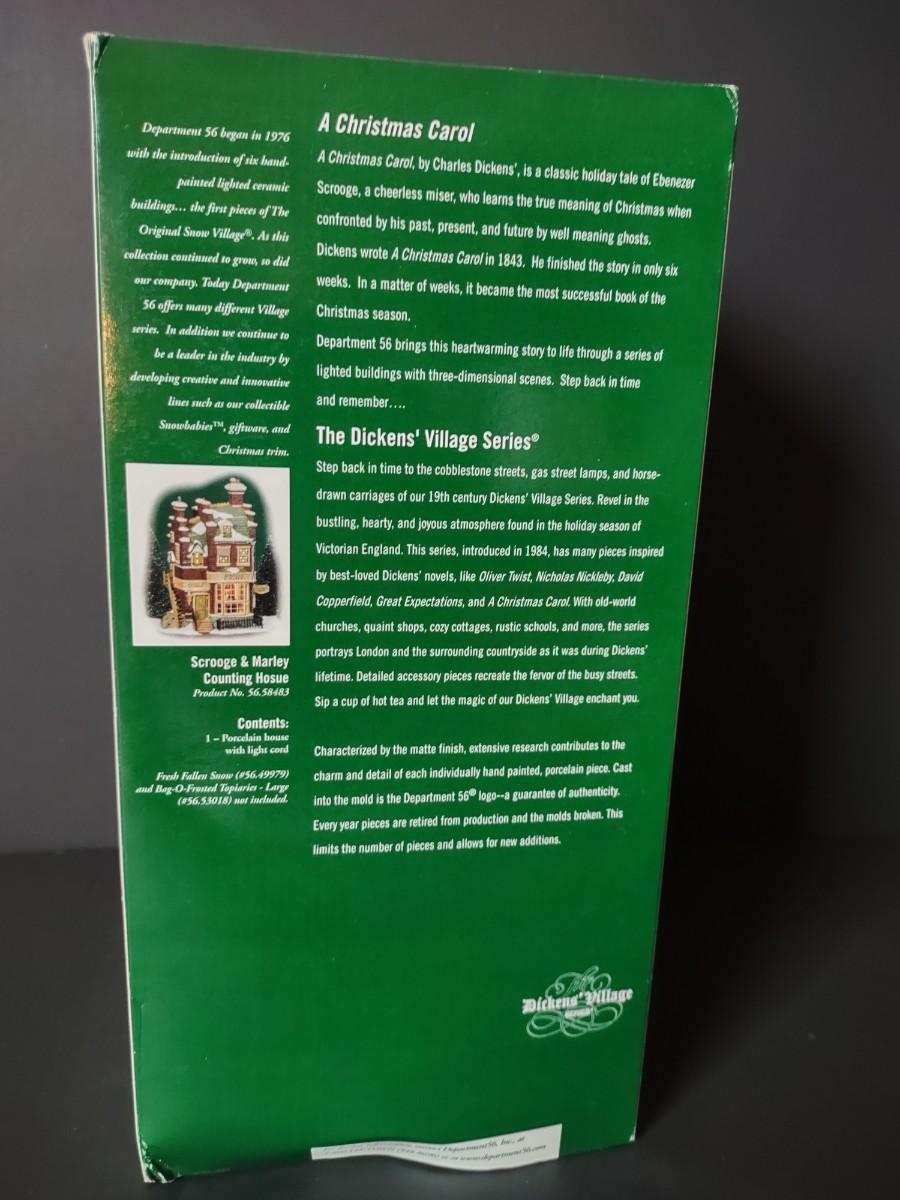 Department 56 began in 1976
with the introduction of six hand-
painted lighted ceramic
buildings... the first pieces of The
Original Snow Village®. As this
collection continued to grow, so did
our company. Today Department
56 offers many different Village
series. In addition we continue to
be a leader in the industry by
developing creative and innovative
lines such as our collectible
Snowbabies™, giftware, and
Christmas trim.
Scrooge & Marley
Counting Hosue
Product No. 56.58483
Contents:
1 – Porcelain house
with light cord
Fresh Fallen Snow (#56.49979)
and Bag-O-Frosted Topiaries - Large
(#56.53018) not included.
A Christmas Carol
A Christmas Carol, by Charles Dickens', is a classic holiday tale of Ebenezer
Scrooge, a cheerless miser, who learns the true meaning of Christmas when
confronted by his past, present, and future by well meaning ghosts.
Dickens wrote A Christmas Carol in 1843. He finished the story in only six
weeks. In a matter of weeks, it became the most successful book of the
Christmas season.
Department 56 brings this heartwarming story to life through a series of
lighted buildings with three-dimensional scenes. Step back in time
and remember....
The Dickens' Village Series®
Step back in time to the cobblestone streets, gas street lamps, and horse-
drawn carriages of our 19th century Dickens' Village Series. Revel in the
bustling, hearty, and joyous atmosphere found in the holiday season of
Victorian England. This series, introduced in 1984, has many pieces inspired
by best-loved Dickens' novels, like Oliver Twist, Nicholas Nickleby, David
Copperfield, Great Expectations, and A Christmas Carol. With old-world
churches, quaint shops, cozy cottages, rustic schools, and more, the series
portrays London and the surrounding countryside as it was during Dickens'
lifetime. Detailed accessory pieces recreate the fervor of the busy streets.
Sip a cup of hot tea and let the magic of our Dickens' Village enchant you.
Characterized by the matte finish, extensive research contributes to the
charm and detail of each individually hand painted, porcelain piece. Cast
into the mold is the Department 56® logo--a guarantee of authenticity.
Every year pieces are retired from production and the molds broken. This
limits the number of pieces and allows for new additions.
The
Dickens' Village
SERIES
Department 56, Inc., at
or www.department56.com